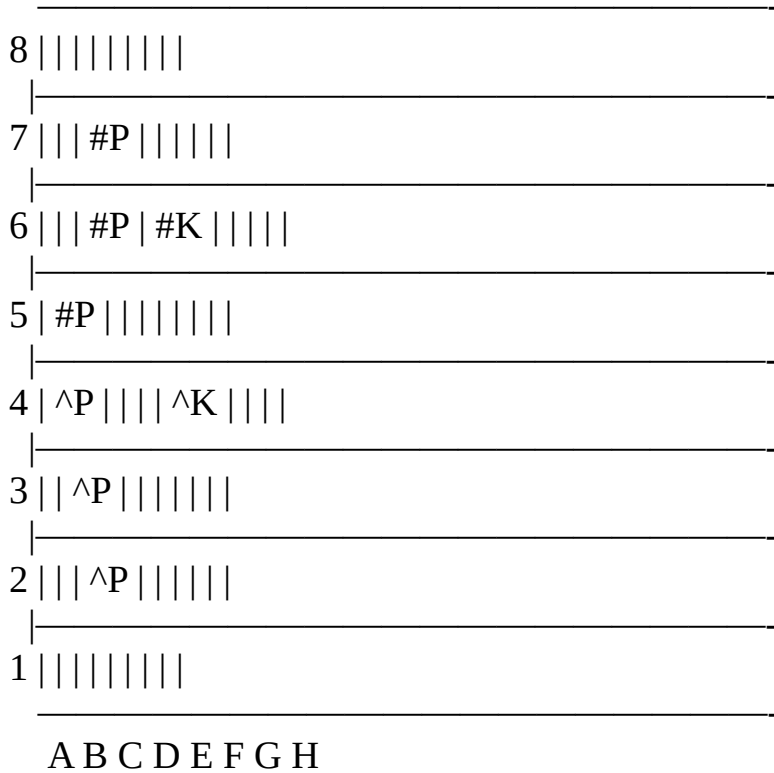 8 | | | | | | | | |
7 | | | #P | | | | | |
6 | | | #P | #K | | | | |
5 | #P | | | | | | | |
4 | ^P | | | | ^K | | | |
3 | | ^P | | | | | | |
2 | | | ^P | | | | | |
1 | | | | | | | | |
A B C D E F G H